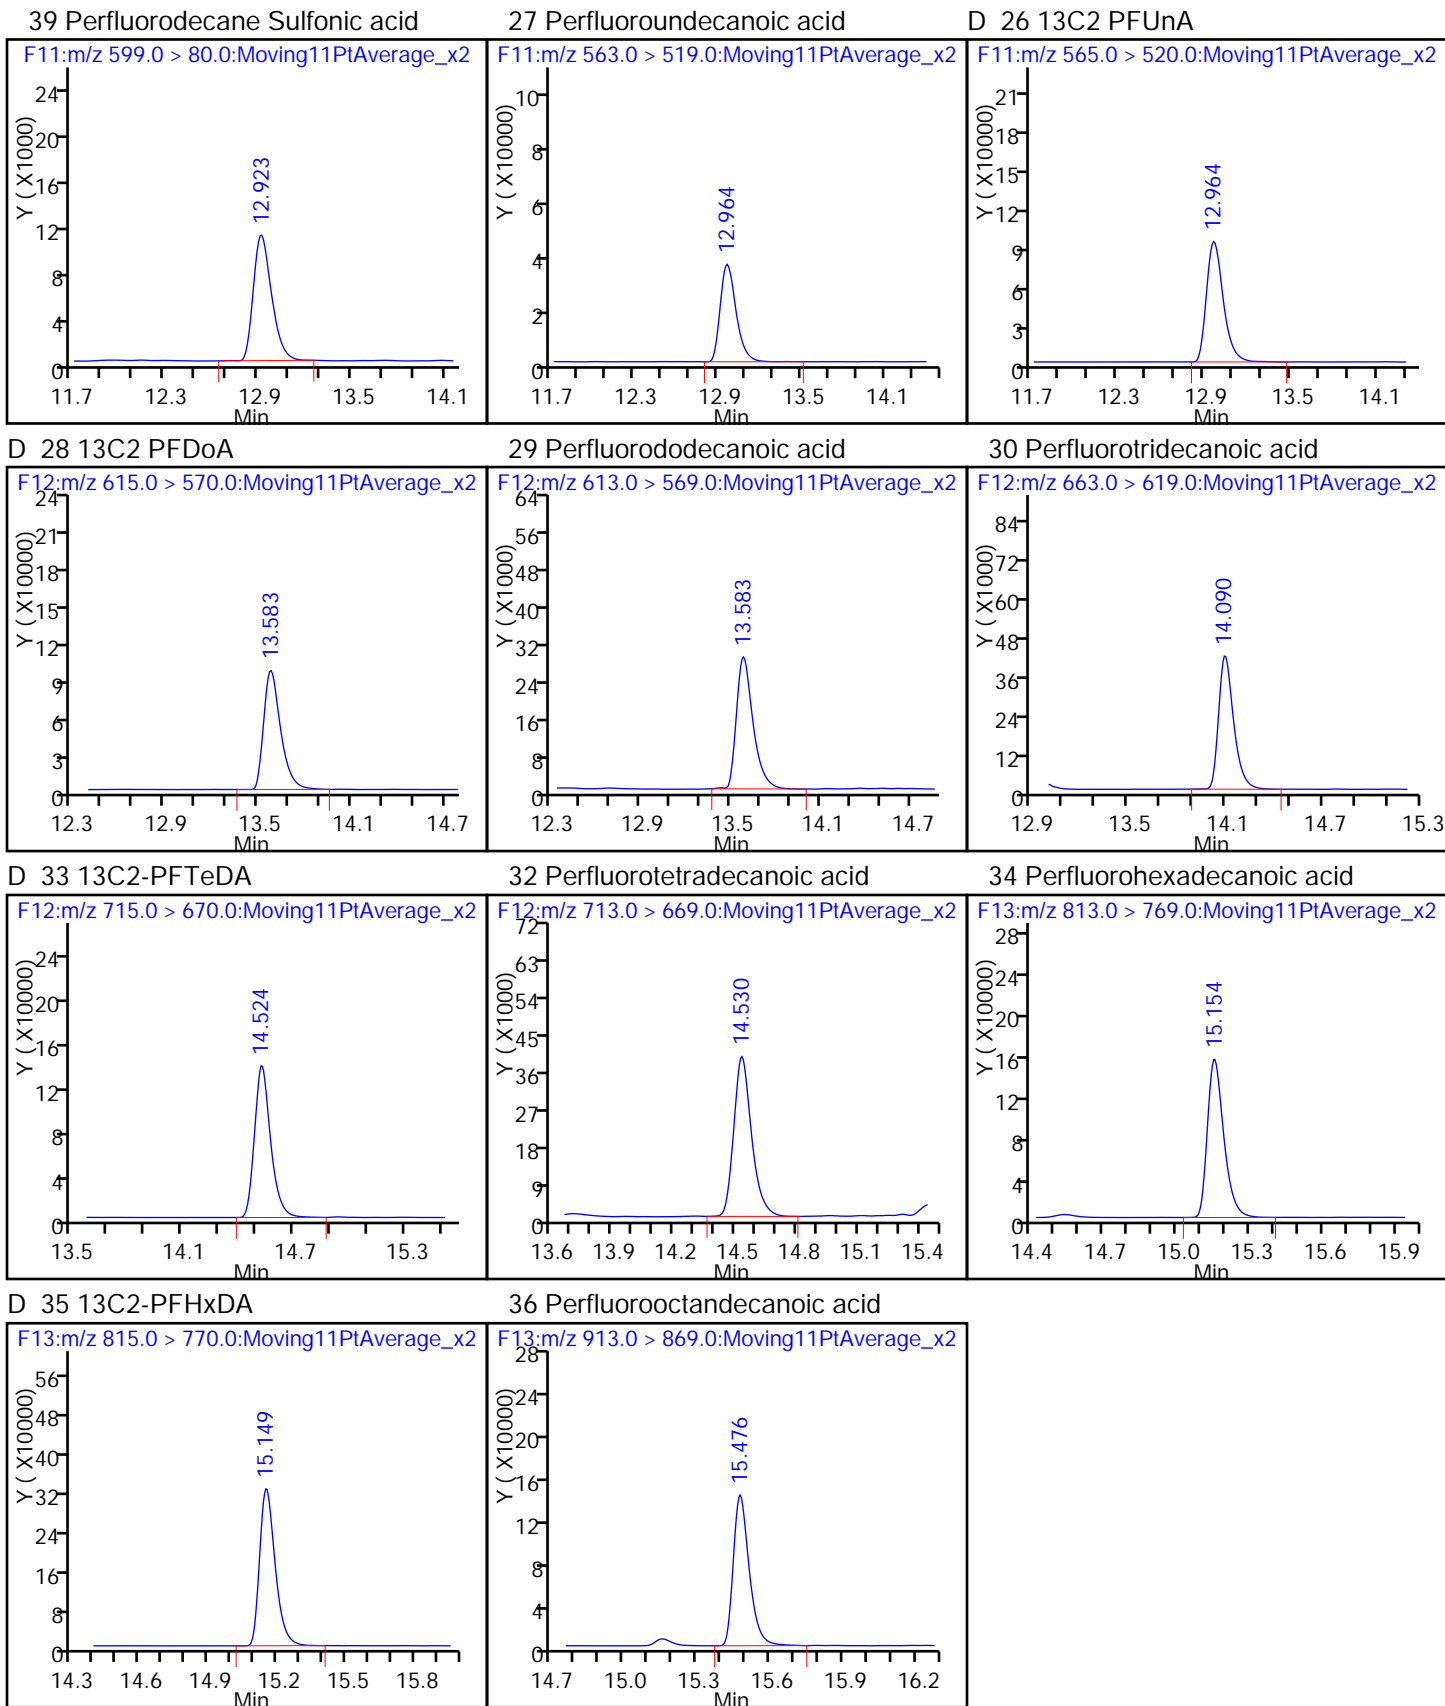 39 Perfluorodecane Sulfonic acid
F11:m/z 599.0 > 80.0:Moving11PtAverage_x2
Y ( X10000)
24
20
16
12
8
4
0
12.923
11.7 12.3 12.9 13.5 14.1
Min
27 Perfluoroundecanoic acid
F11:m/z 563.0 > 519.0:Moving11PtAverage_x2
Y ( X10000)
10
8
6
4
2
0
12.964
11.7 12.3 12.9 13.5 14.1
Min
D 26 13C2 PFUnA
F11:m/z 565.0 > 520.0:Moving11PtAverage_x2
Y ( X10000)
21
18
15
12
9
6
3
0
12.964
11.7 12.3 12.9 13.5 14.1
Min
D 28 13C2 PFDoA
F12:m/z 615.0 > 570.0:Moving11PtAverage_x2
Y ( X10000)
24
21
18
15
12
9
6
3
0
13.583
12.3 12.9 13.5 14.1 14.7
Min
29 Perfluorododecanoic acid
F12:m/z 613.0 > 569.0:Moving11PtAverage_x2
Y ( X1000)
64
56
48
40
32
24
16
8
0
13.583
12.3 12.9 13.5 14.1 14.7
Min
30 Perfluorotridecanoic acid
F12:m/z 663.0 > 619.0:Moving11PtAverage_x2
Y ( X1000)
84
72
60
48
36
24
12
0
14.090
12.9 13.5 14.1 14.7 15.3
Min
D 33 13C2-PFTeDA
F12:m/z 715.0 > 670.0:Moving11PtAverage_x2
Y ( X10000)
24
20
16
12
8
4
0
14.524
13.5 14.1 14.7 15.3
Min
32 Perfluorotetradecanoic acid
F12:m/z 713.0 > 669.0:Moving11PtAverage_x2
Y ( X1000)
72
63
54
45
36
27
18
9
0
14.530
13.6 13.9 14.2 14.5 14.8 15.1 15.4
Min
34 Perfluorohexadecanoic acid
F13:m/z 813.0 > 769.0:Moving11PtAverage_x2
Y ( X10000)
28
24
20
16
12
8
4
0
15.154
14.4 14.7 15.0 15.3 15.6 15.9
Min
D 35 13C2-PFHxDA
F13:m/z 815.0 > 770.0:Moving11PtAverage_x2
Y ( X10000)
56
48
40
32
24
16
8
0
15.149
14.3 14.6 14.9 15.2 15.5 15.8
Min
36 Perfluorooctandecanoic acid
F13:m/z 913.0 > 869.0:Moving11PtAverage_x2
Y ( X10000)
28
24
20
16
12
8
4
0
15.476
14.7 15.0 15.3 15.6 15.9 16.2
Min